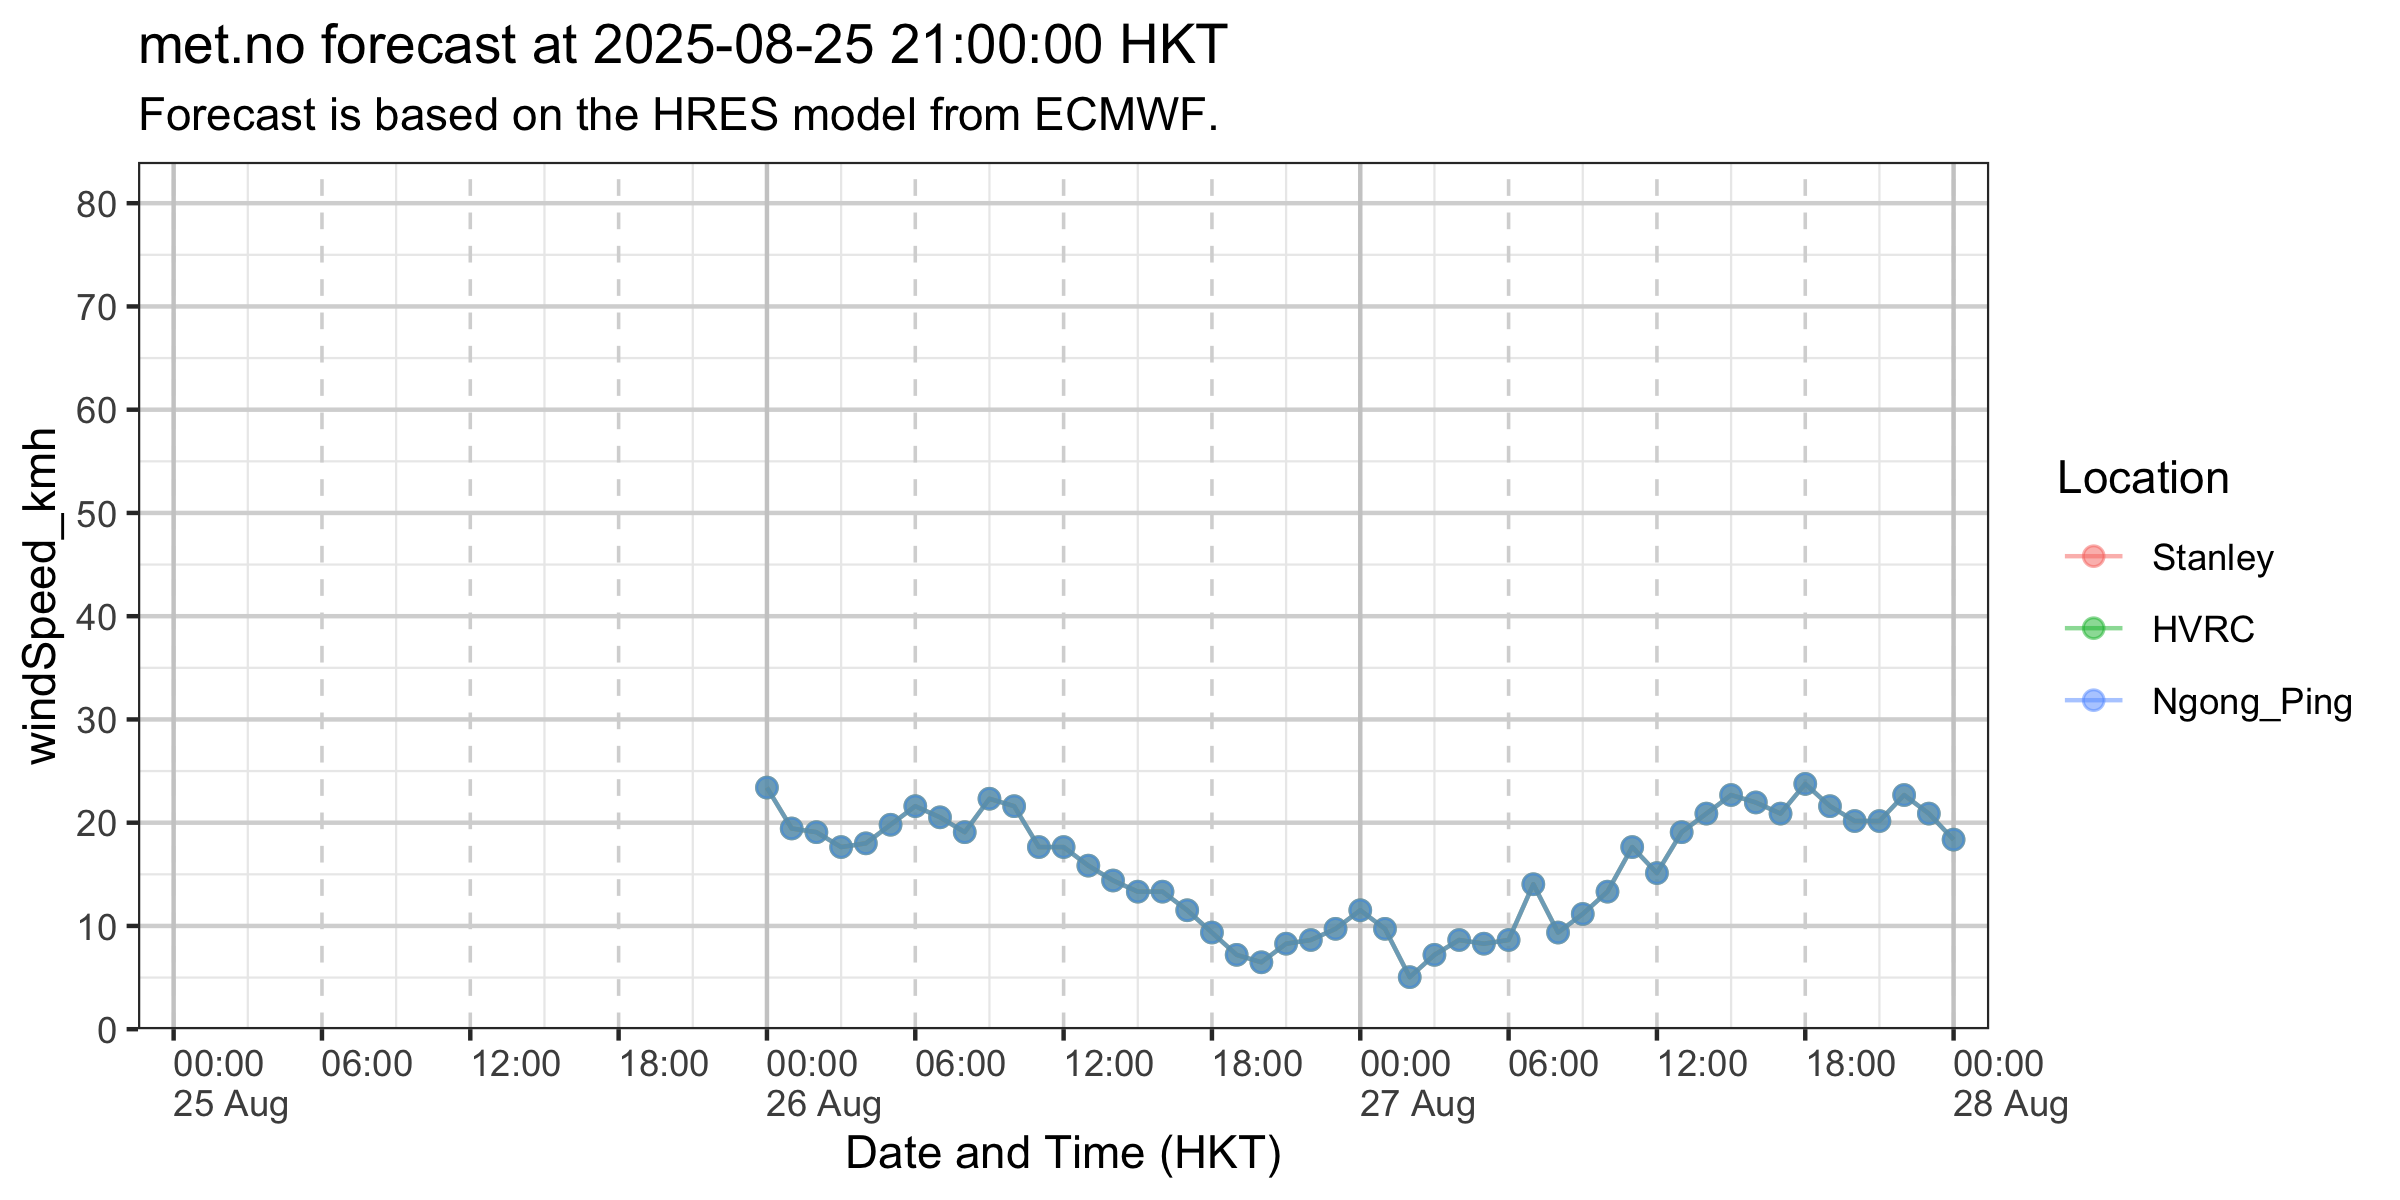 met.no forecast at 2025-08-25 21:00:00 HKT
Forecast is based on the HRES model from ECMWF.
windSpeed_kmh
80
70
60
50
40
30
20
10
0
00:00 06:00 12:00 18:00 00:00 06:00 12:00 18:00 00:00 06:00 12:00 18:00 00:00
25 Aug 26 Aug 27 Aug 28 Aug
Date and Time (HKT)
Location
Stanley
HVRC
Ngong_Ping